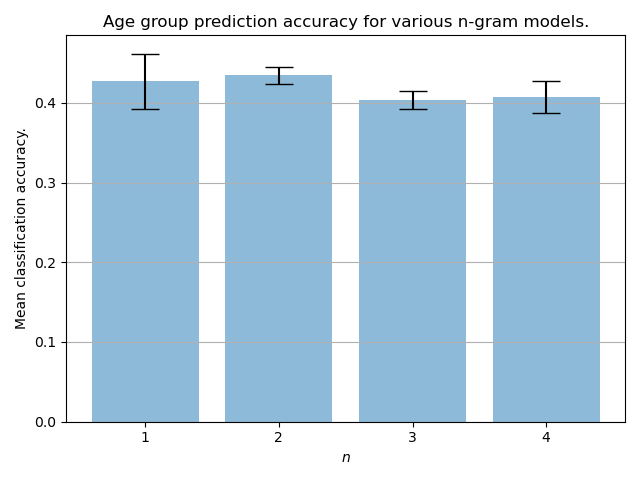 Age group prediction accuracy for various n-gram models.
Mean classification accuracy.
0.4
0.3
0.2
0.1
0.0
1 2 3 4
n